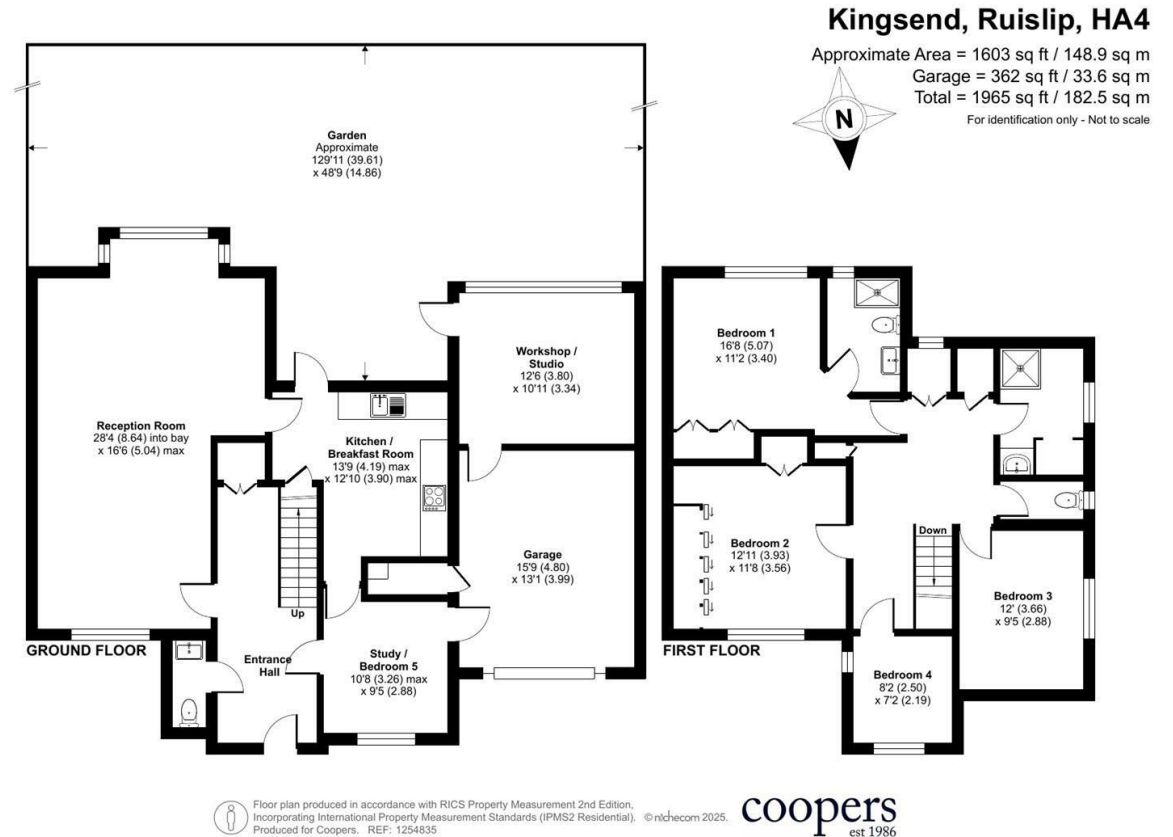 Kingsend, Ruislip, HA4
Approximate Area = 1603 sq ft / 148.9 sq m
Garage = 362 sq ft / 33.6 sq m
Total = 1965 sq ft / 182.5 sq m
For identification only - Not to scale
N
Garden
Approximate
129'11 (39.61)
x 48'9 (14.86)
Workshop /
Studio
12'6 (3.80)
x 10'11 (3.34)
Reception Room
28'4 (8.64) into bay
x 16'6 (5.04) max
Kitchen /
Breakfast Room
13'9 (4.19) max
x 12'10 (3.90) max
Garage
15'9 (4.80)
x 13'1 (3.99)
Up
Entrance
Hall
Study /
Bedroom 5
10'8 (3.26) max
x 9'5 (2.88)
GROUND FLOOR
Bedroom 1
16'8 (5.07)
x 11'2 (3.40)
Bedroom 2
12'11 (3.93)
x 11'8 (3.56)
Down
Bedroom 3
12' (3.66)
x 9'5 (2.88)
Bedroom 4
8'2 (2.50)
x 7'2 (2.19)
FIRST FLOOR
Floor plan produced in accordance with RICS Property Measurement 2nd Edition,
Incorporating International Property Measurement Standards (IPMS2 Residential). © nichecom 2025.
Produced for Coopers. REF: 1254835
coopers
est 1986